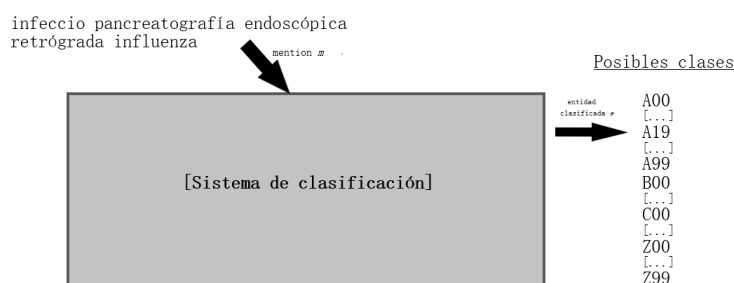 infeccio pancreatografía endoscópica
retrógrada influenza
mention m
Posibles clases
entidad
clasificada e
A00
[...]
A19
[...]
A99
B00
[...]
C00
[...]
Z00
[...]
Z99
[Sistema de clasificación]